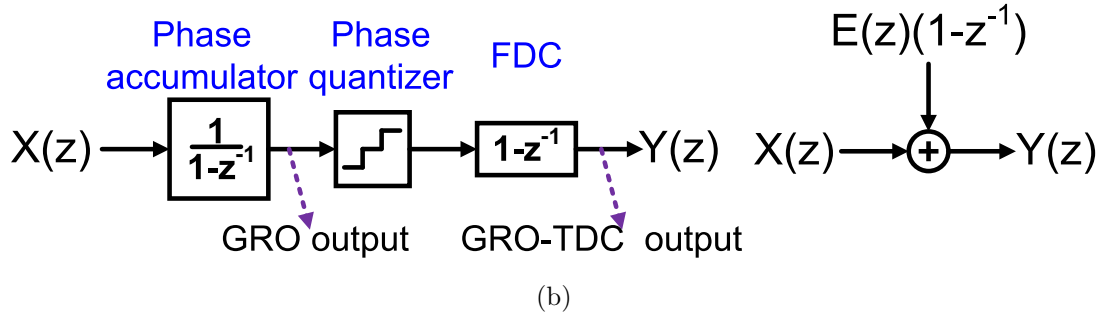 Phase accumulator
Phase quantizer
FDC
X(z)
1
1-z⁻¹
1-z⁻¹
Y(z)
GRO output
GRO-TDC output
E(z)(1-z⁻¹)
X(z)
+
Y(z)
(b)